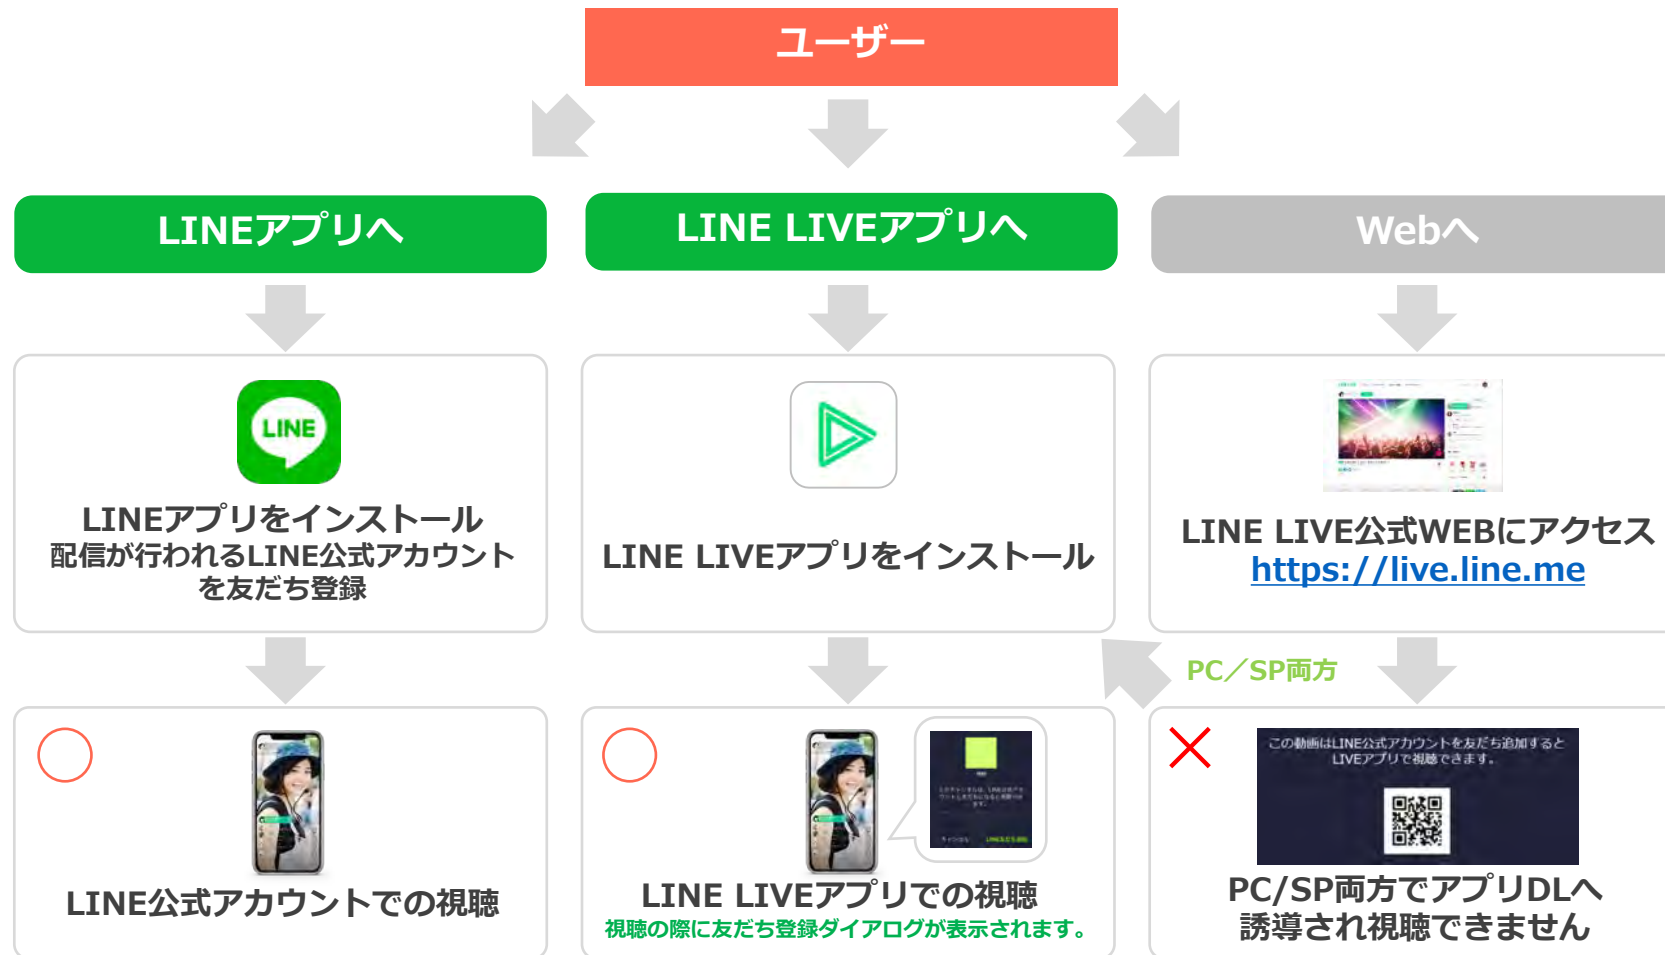 ユーザー
LINEアプリへ
LINE LIVEアプリへ
Webへ
LINE
LINEアプリをインストール
配信が行われるLINE公式アカウント
を友だち登録
LINE LIVEアプリをインストール
LINE LIVE公式WEBにアクセス
https://live.line.me
PC／SP両方
LINE公式アカウントでの視聴
LINE LIVEアプリでの視聴
視聴の際に友だち登録ダイアログが表示されます。
この動画はLINE公式アカウントを友だち追加すると
LIVEアプリで視聴できます。
PC/SP両方でアプリDLへ
誘導され視聴できません